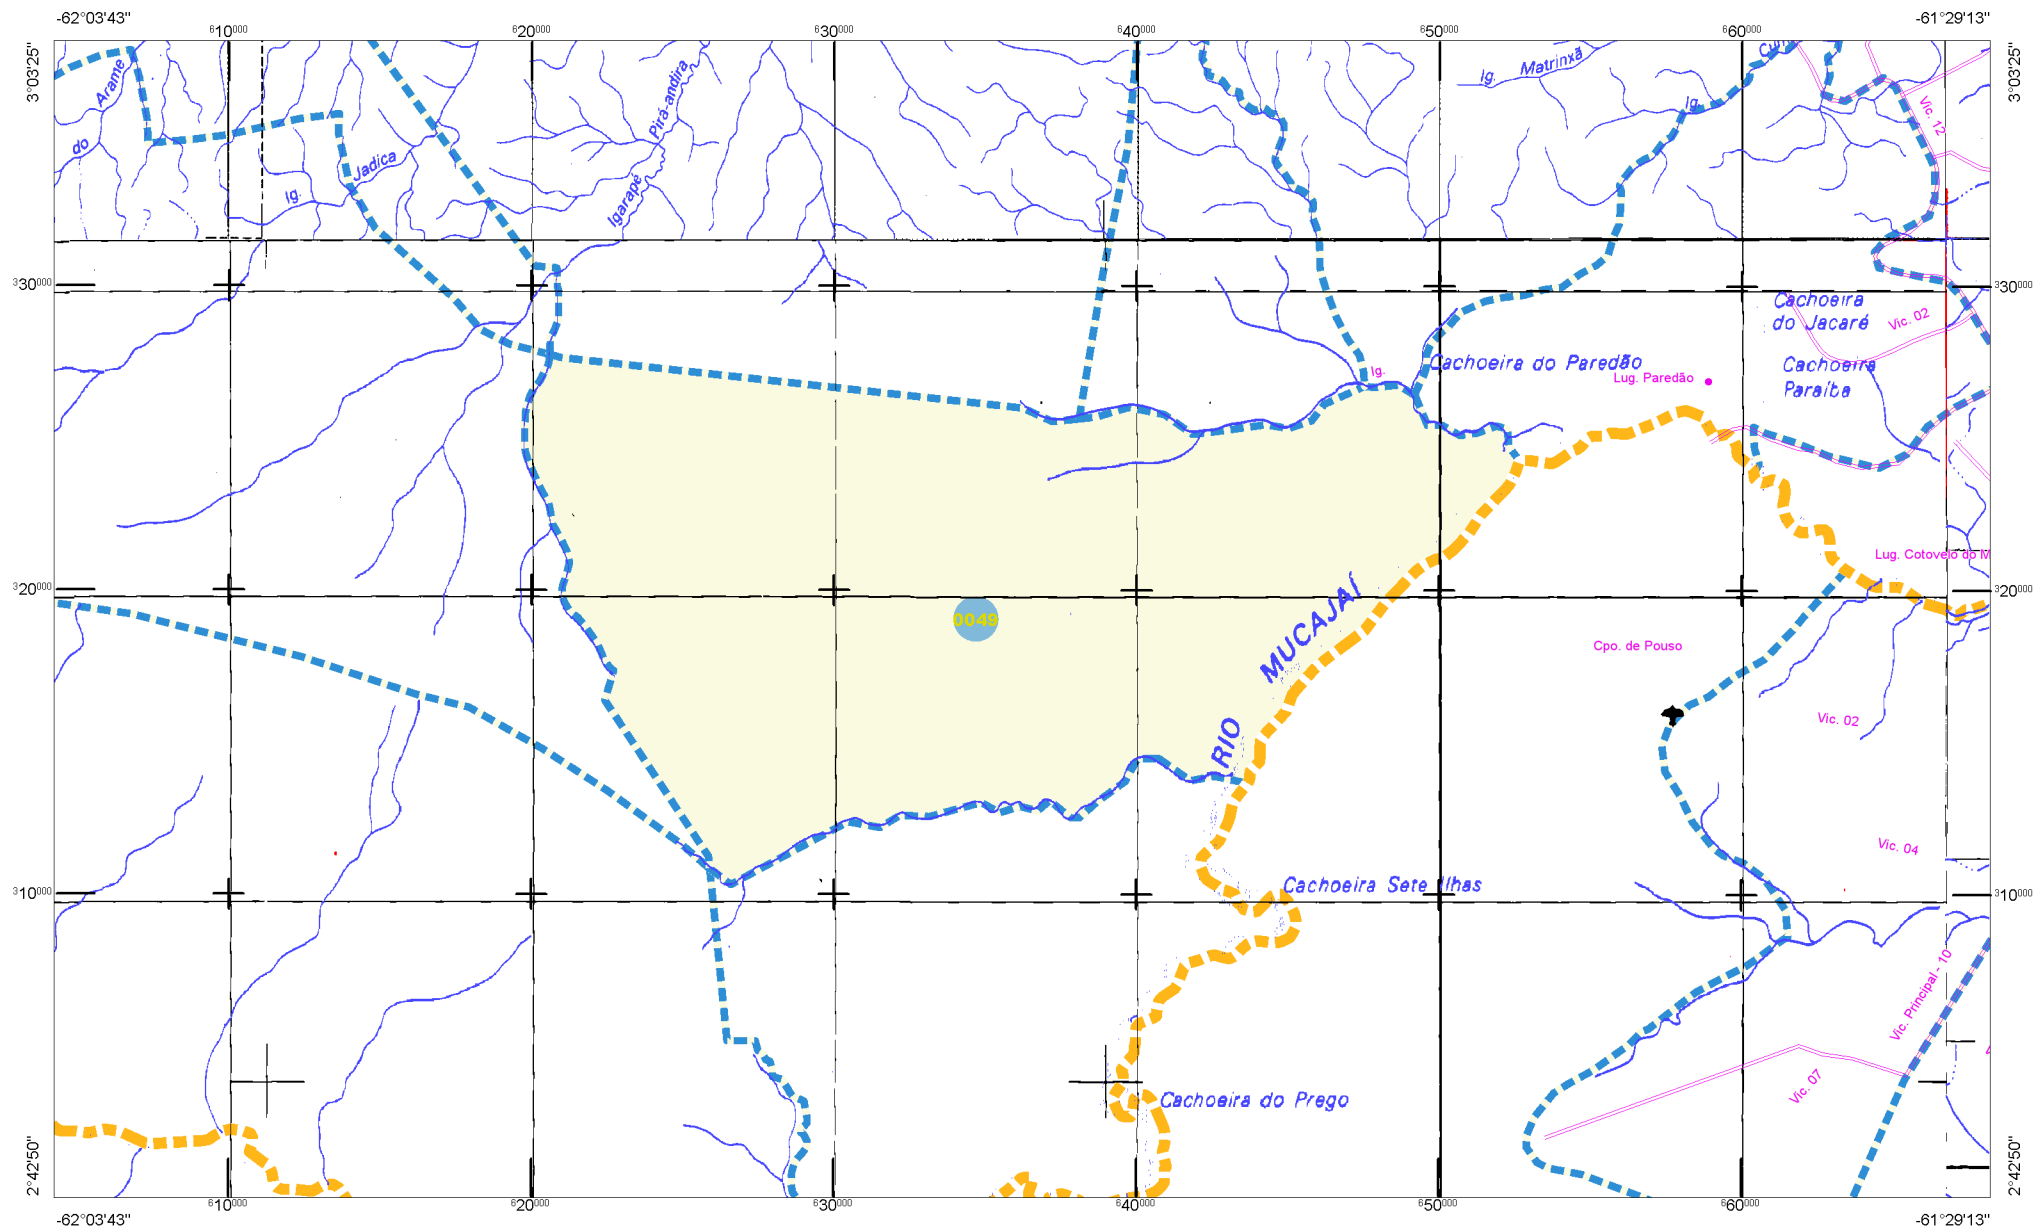 -62°03'43"
-61°29'13"
610000
620000
630000
640000
650000
660000
3°03'25"
3°03'25"
Arame
do
Ig.
Jadica
Igarapé
Pirá-andira
Ig.
Matrinxã
Ig.
Vic. 12
330000
330000
Cachoeira
do Jacaré
Vic. 02
Cachoeira do Paredão
Ig.
Lug. Paredão
Cachoeira
Paraíba
Lug. Cotovelo do M
320000
320000
0049
RIO MUCAJAÍ
Cpo. de Pouso
Vic. 02
Vic. 04
310000
310000
Cachoeira Sete Ilhas
Vic. Principal - 10
Vic. 07
Cachoeira do Prego
2°42'50"
2°42'50"
610000
620000
630000
640000
650000
660000
-62°03'43"
-61°29'13"